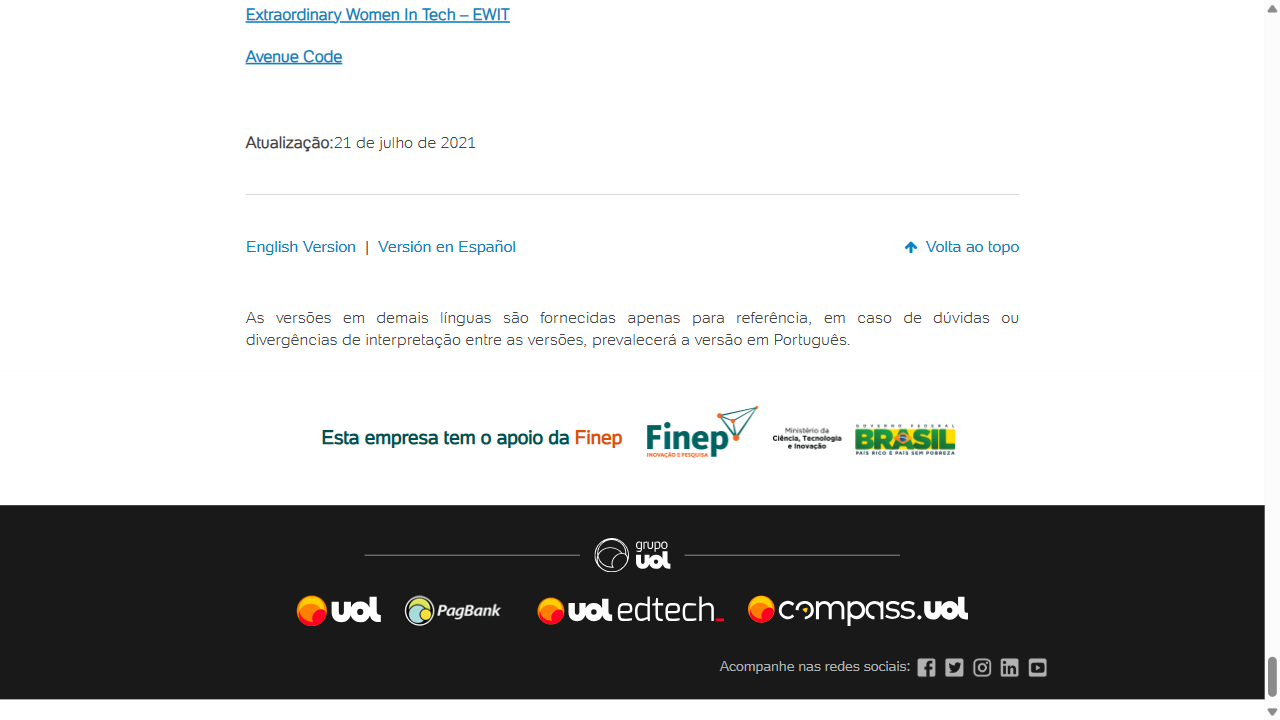 Extraordinary Women In Tech – EWIT
Avenue Code
Atualização:21 de julho de 2021
English Version | Versión en Español
Volta ao topo
As versões em demais línguas são fornecidas apenas para referência, em caso de dúvidas ou
divergências de interpretação entre as versões, prevalecerá a versão em Português.
Esta empresa tem o apoio da Finep
Finep
INOVAÇÃO E PESQUISA
Ministério da
Ciência, Tecnologia
e Inovação
GOVERNO FEDERAL
BRASIL
PAÍS RICO É PAÍS SEM POBREZA
grupo
uol
uol
PagBank
uol edtech_
compass.uol
Acompanhe nas redes sociais: